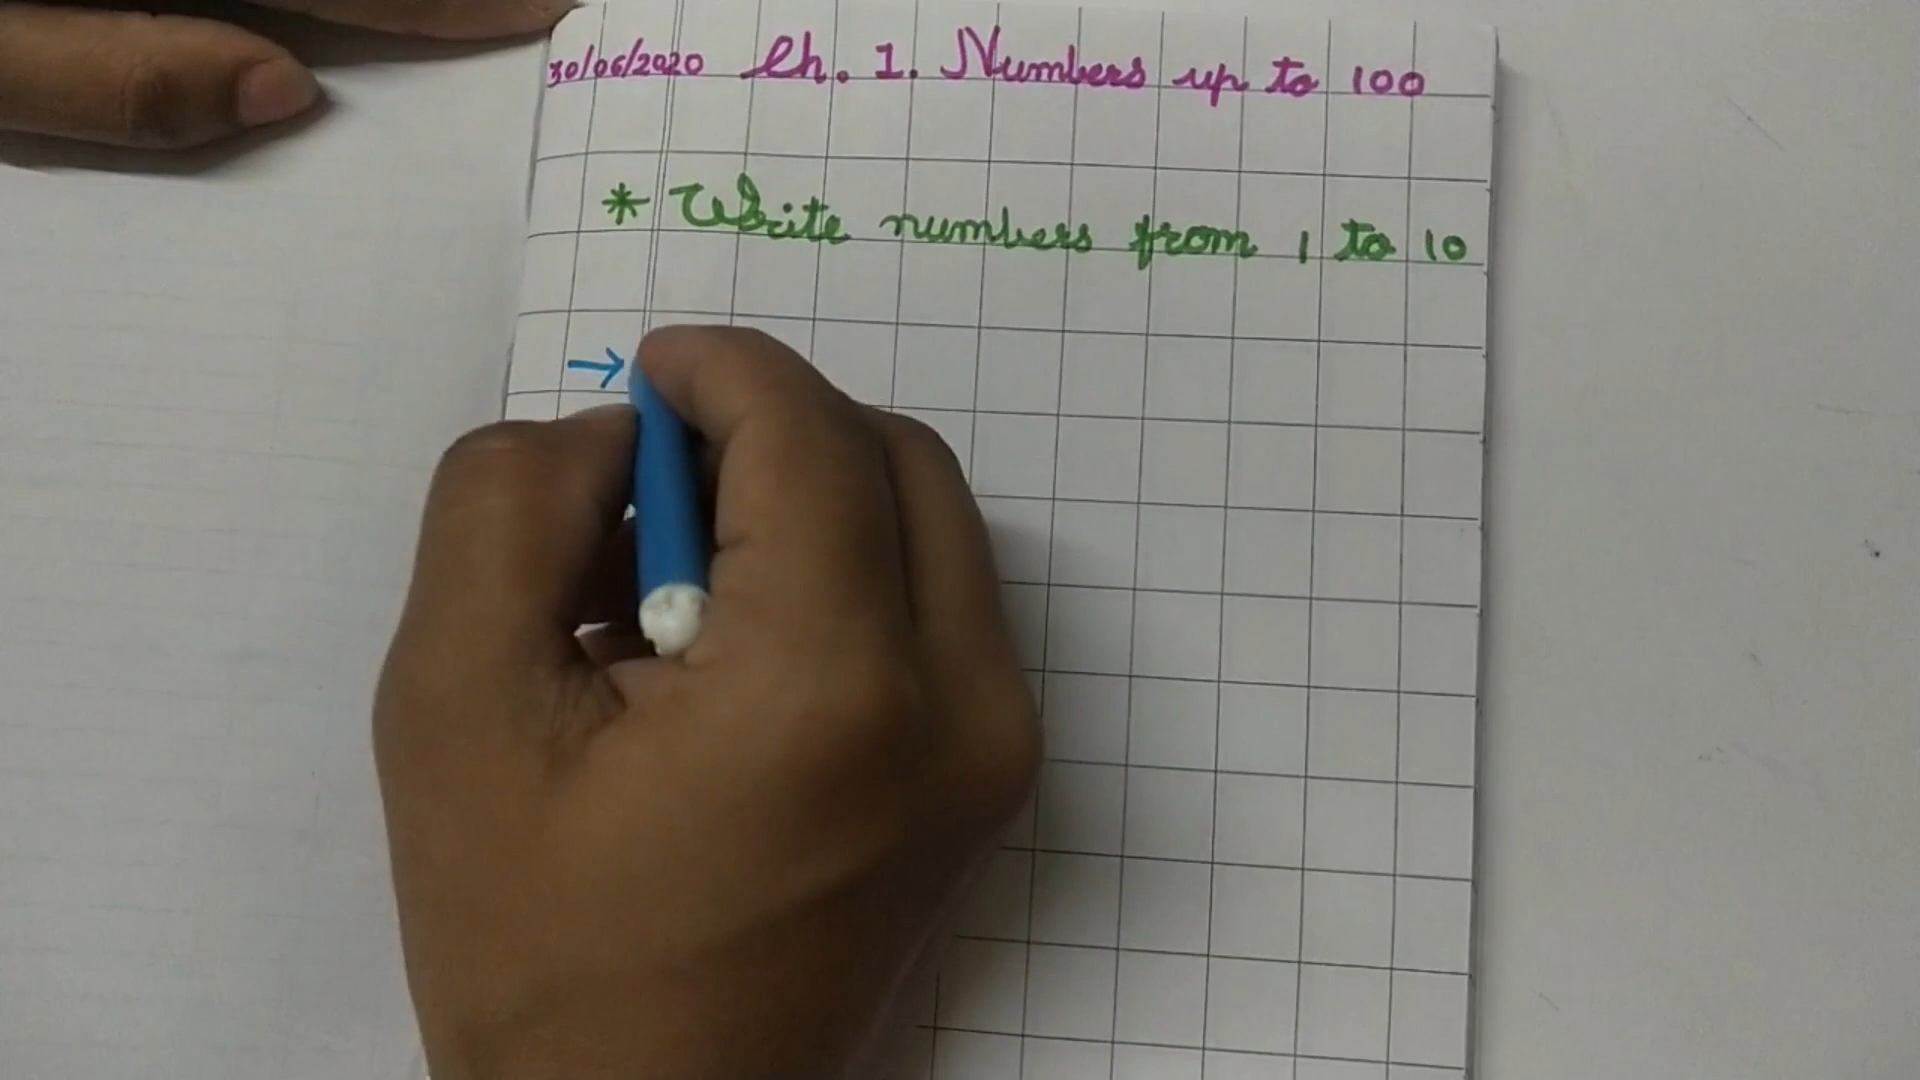 30/06/2020 Ch. 1. Numbers up to 100
* Write numbers from 1 to 10
→